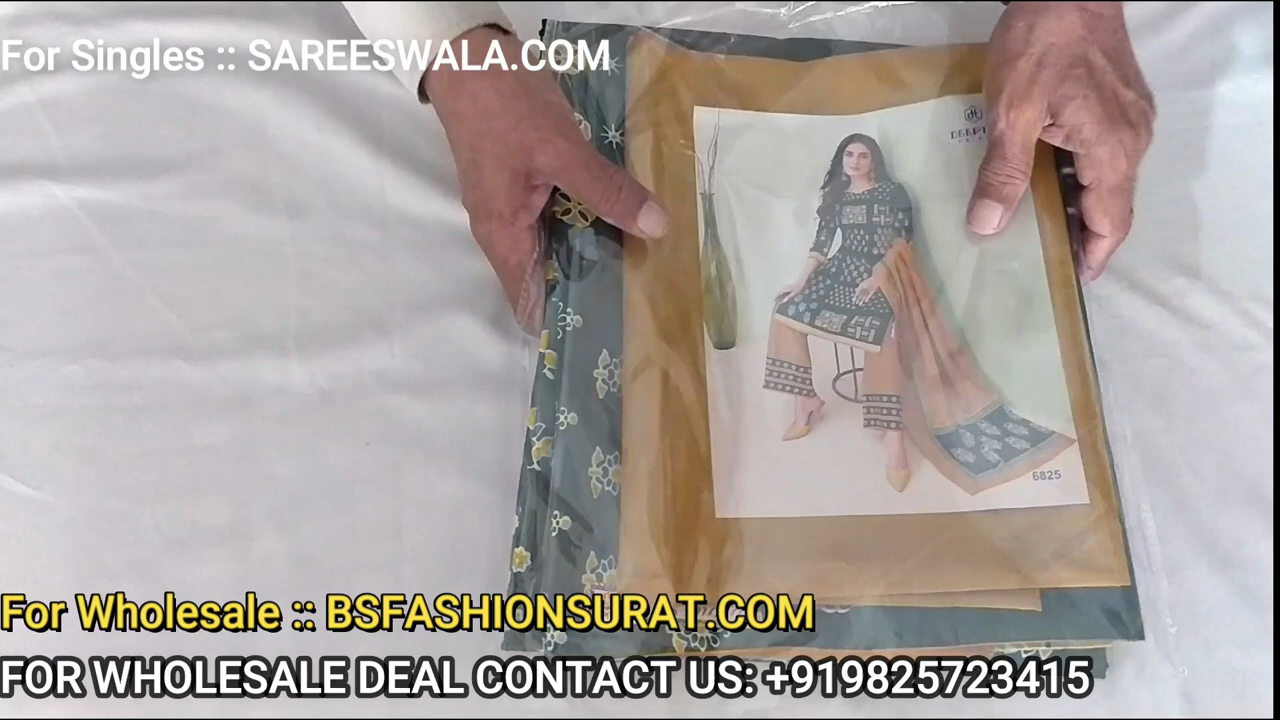 For Singles :: SAREESWALA.COM
6825
For Wholesale :: BSFASHIONSURAT.COM
FOR WHOLESALE DEAL CONTACT US: +919825723415